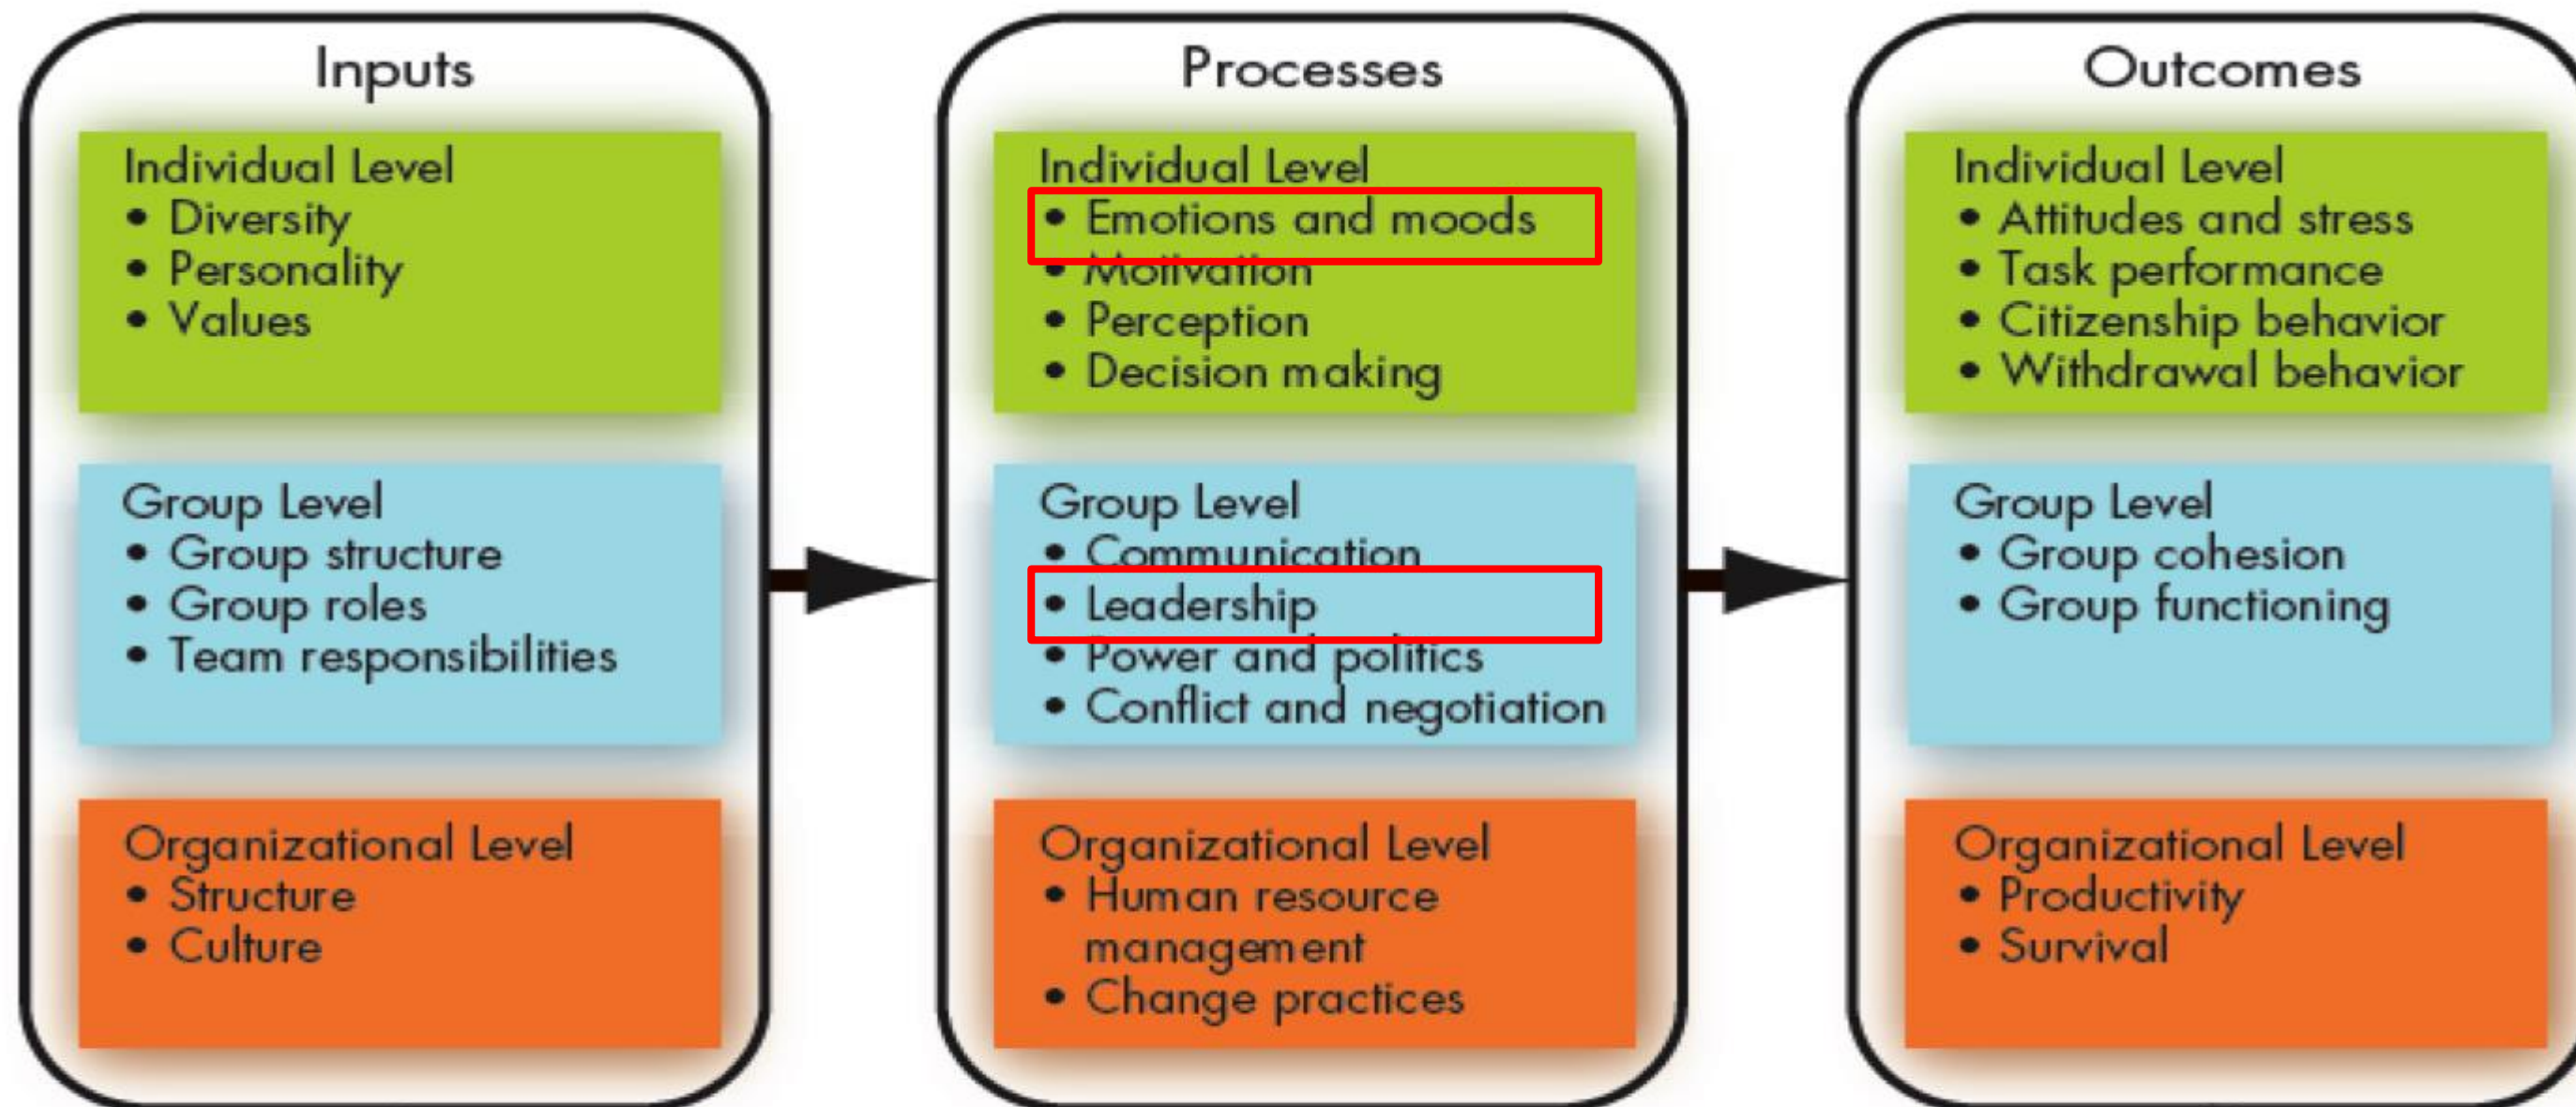 Inputs
Individual Level
• Diversity
• Personality
• Values
Group Level
• Group structure
• Group roles
• Team responsibilities
Organizational Level
• Structure
• Culture
Processes
Individual Level
• Emotions and moods
• Motivation
• Perception
• Decision making
Group Level
• Communication
• Leadership
• Power and politics
• Conflict and negotiation
Organizational Level
• Human resource
management
• Change practices
Outcomes
Individual Level
• Attitudes and stress
• Task performance
• Citizenship behavior
• Withdrawal behavior
Group Level
• Group cohesion
• Group functioning
Organizational Level
• Productivity
• Survival